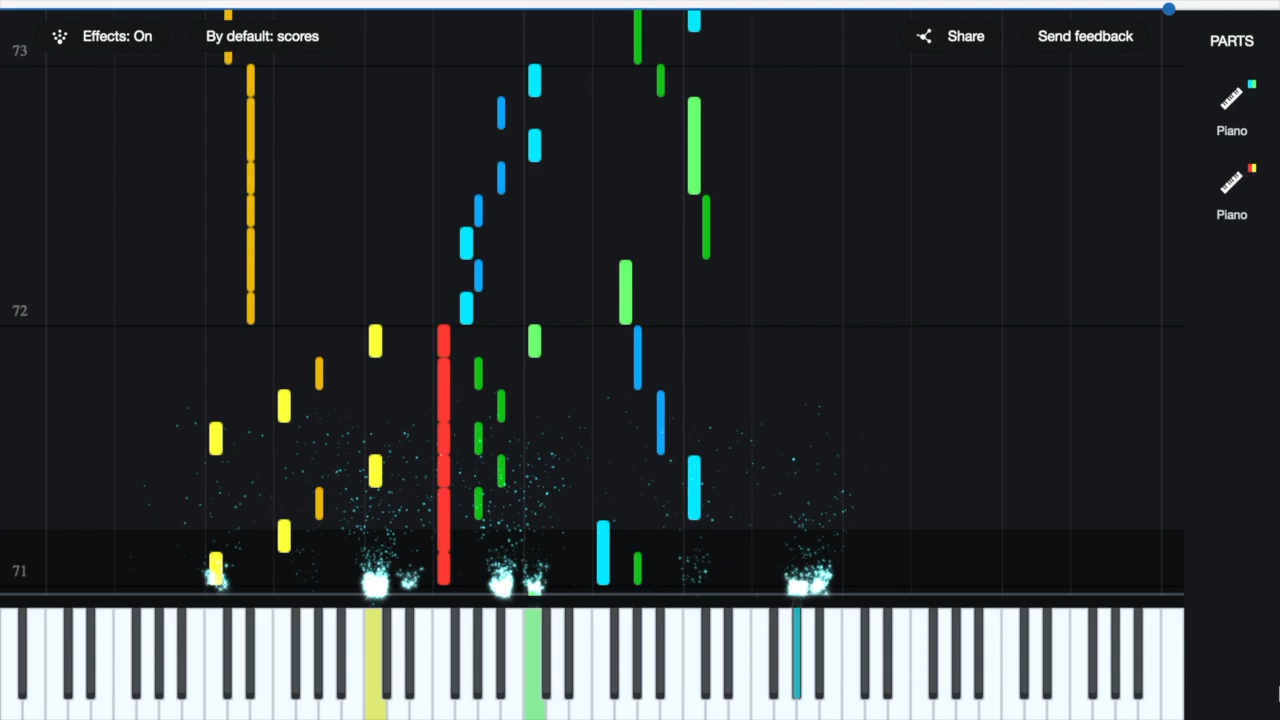 73
Effects: On
By default: scores
Share
Send feedback
PARTS
Piano
Piano
72
71